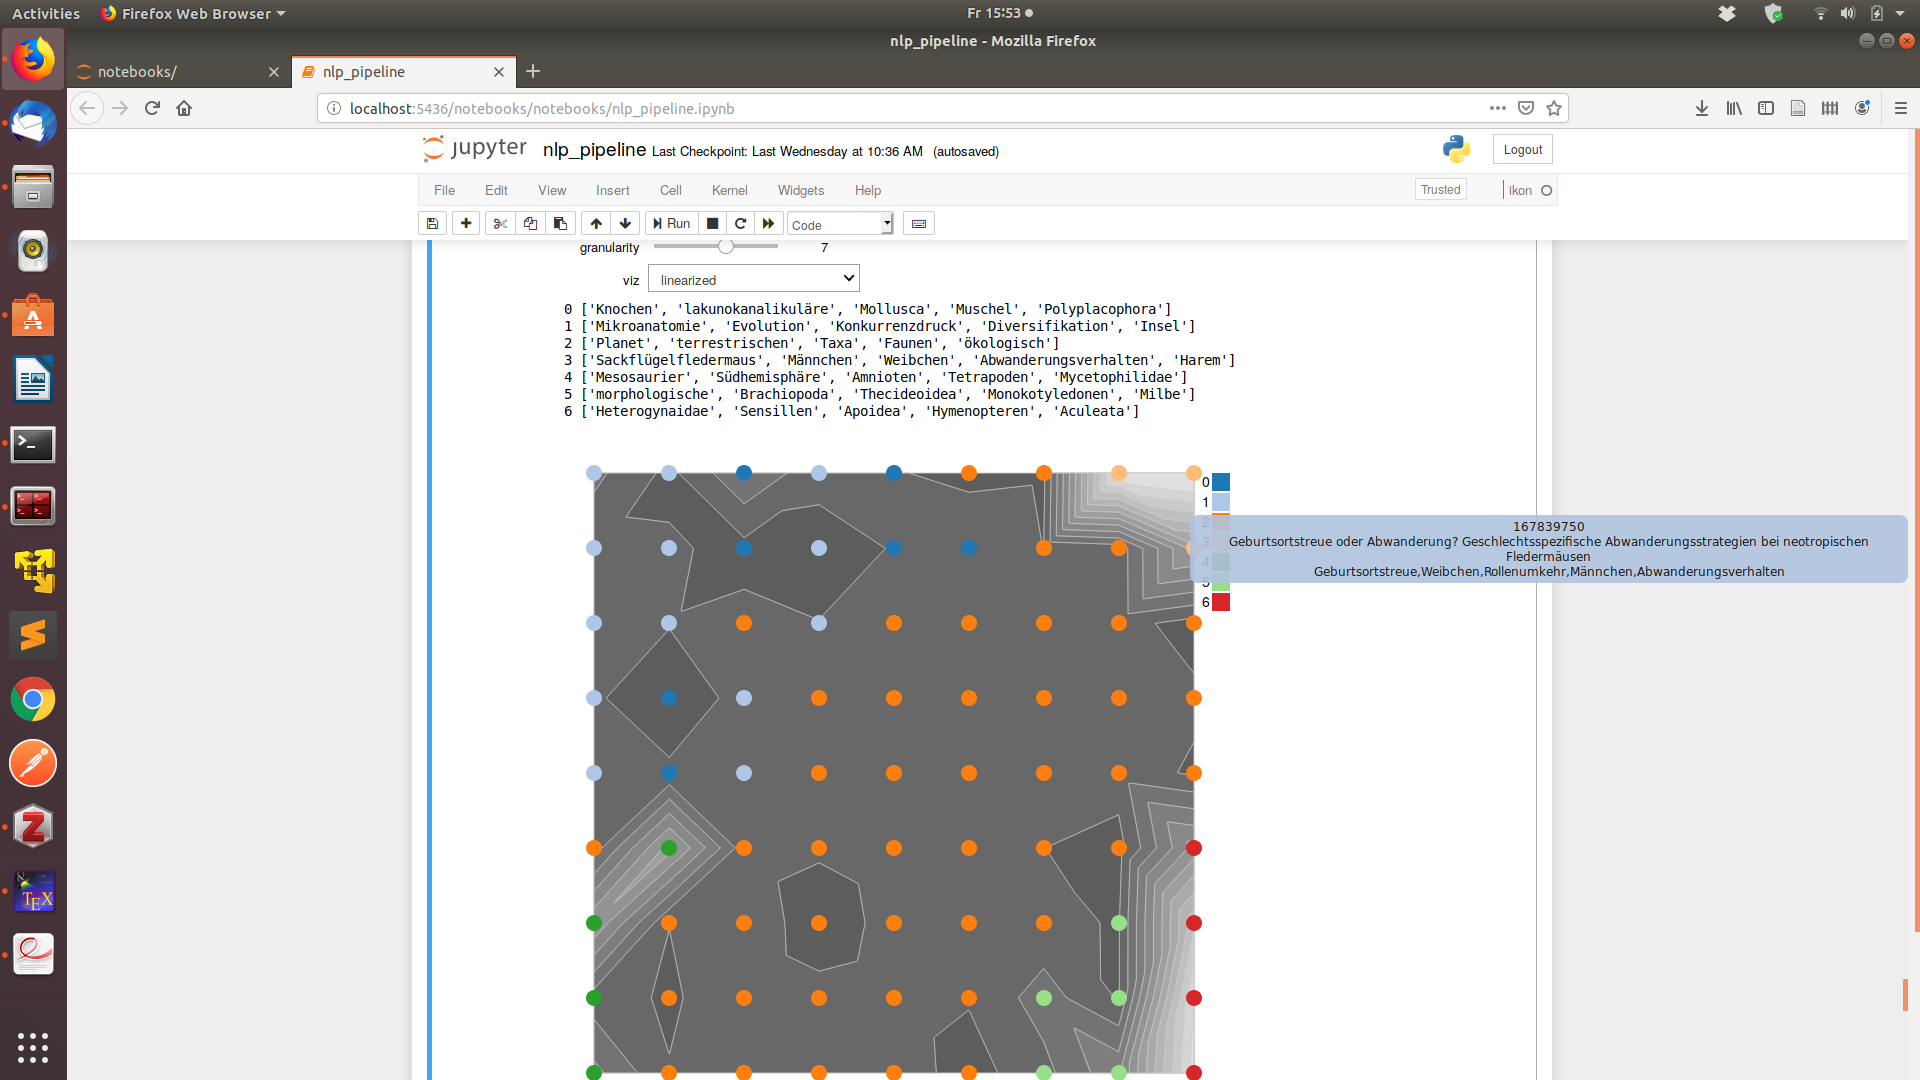 Activities
Firefox Web Browser
Fr 15:53
nlp_pipeline - Mozilla Firefox
notebooks/
nlp_pipeline
localhost:5436/notebooks/notebooks/nlp_pipeline.ipynb
jupyter
nlp_pipeline Last Checkpoint: Last Wednesday at 10:36 AM (autosaved)
Logout
File Edit View Insert Cell Kernel Widgets Help
Trusted
ikon
Run
Code
granularity 7
viz linearized
0 ['Knochen', 'lakunokanalikuläre', 'Mollusca', 'Muschel', 'Polyplacophora']
1 ['Mikroanatomie', 'Evolution', 'Konkurrenzdruck', 'Diversifikation', 'Insel']
2 ['Planet', 'terrestrischen', 'Taxa', 'Faunen', 'ökologisch']
3 ['Sackflügelfledermaus', 'Männchen', 'Weibchen', 'Abwanderungsverhalten', 'Harem']
4 ['Mesosaurier', 'Südhemisphäre', 'Amnioten', 'Tetrapoden', 'Mycetophilidae']
5 ['morphologische', 'Brachiopoda', 'Thecideoidea', 'Monokotyledonen', 'Milbe']
6 ['Heterogynaidae', 'Sensillen', 'Apoidea', 'Hymenopteren', 'Aculeata']
0
1
2
3
4
5
6
167839750
Geburtsortstreue oder Abwanderung? Geschlechtsspezifische Abwanderungsstrategien bei neotropischen
Fledermäusen
Geburtsortstreue,Weibchen,Rollenumkehr,Männchen,Abwanderungsverhalten
TEX